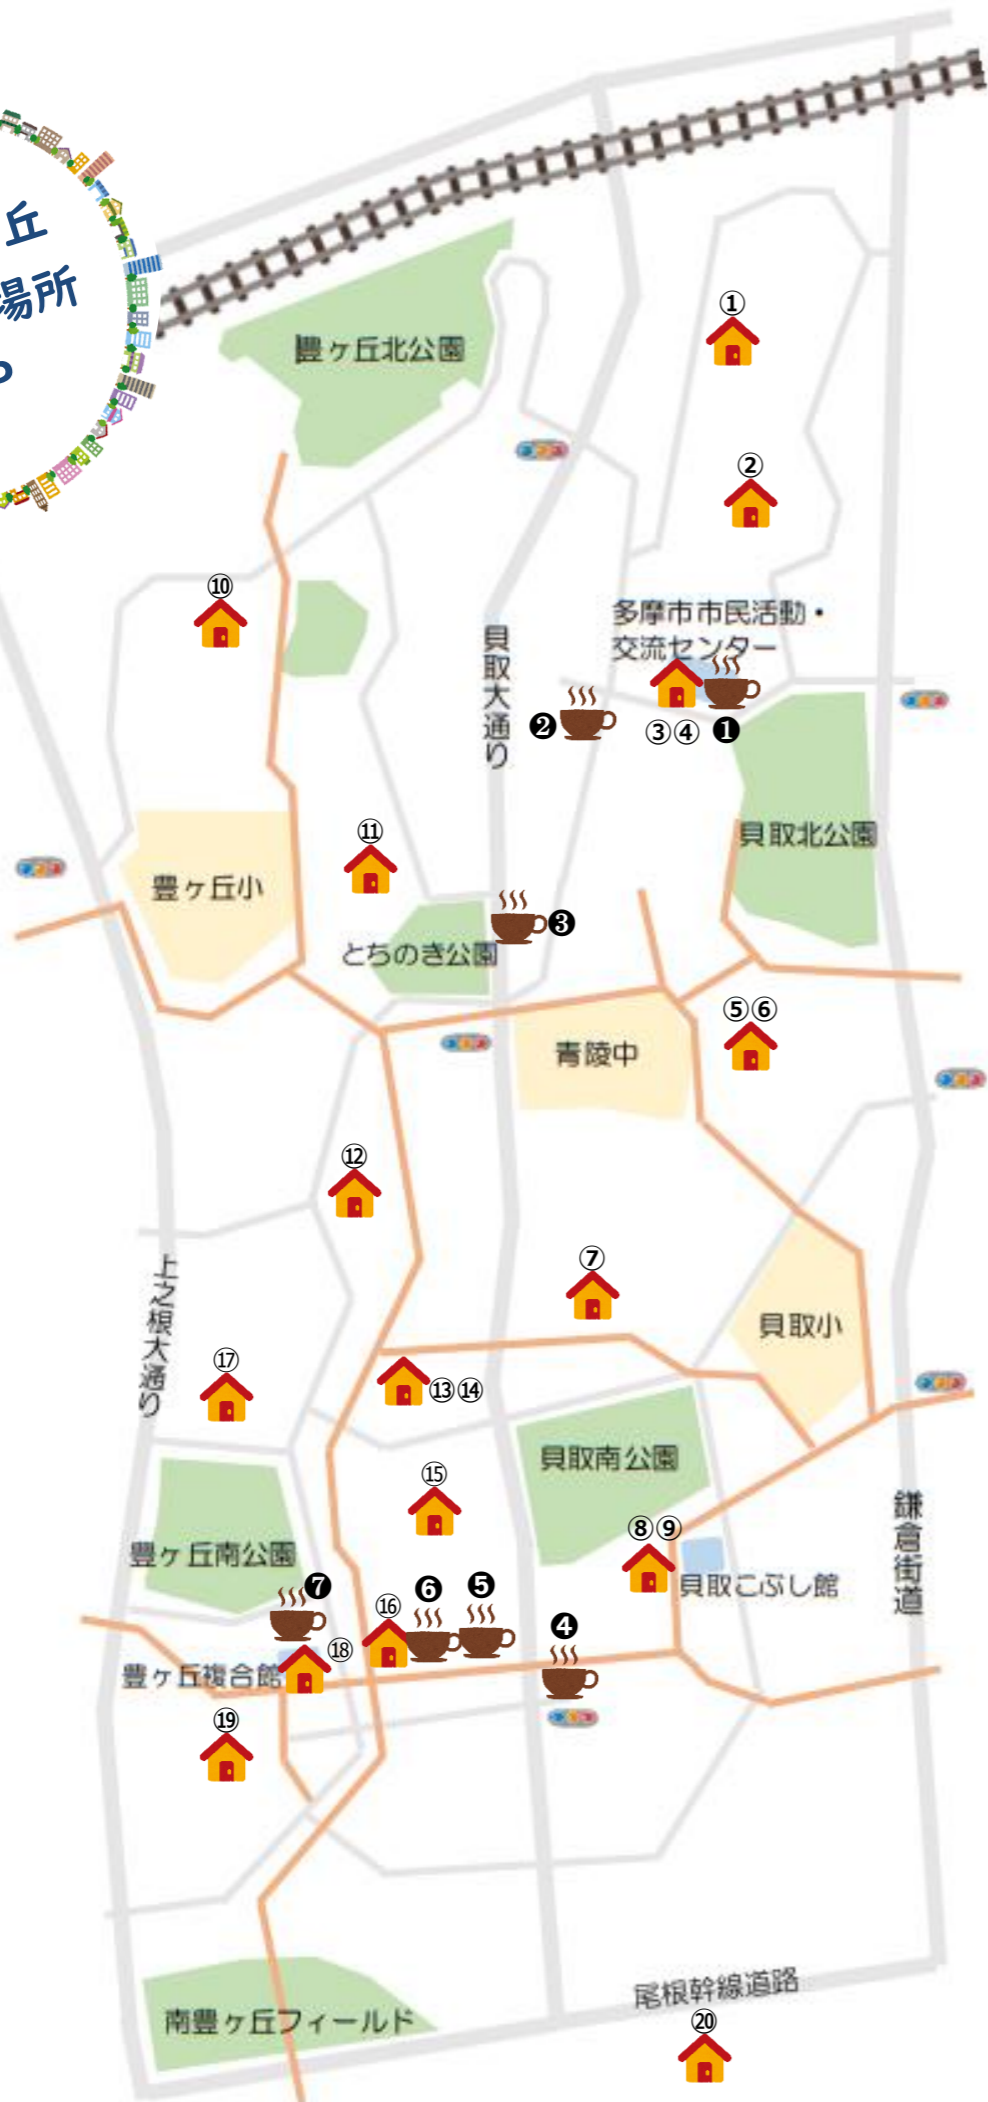 丘
場所
①
豊ヶ丘北公園
②
⑩
多摩市市民活動・
交流センター
貝取大通り
❷
③④
❶
貝取北公園
⑪
豊ヶ丘小
❸
とちのき公園
⑤⑥
青陵中
⑫
⑦
上之根大通り
貝取小
⑰
⑬⑭
貝取南公園
⑮
鎌倉街道
⑧⑨
豊ヶ丘南公園
貝取こぶし館
❼
❻
❺
⑯
❹
⑱
豊ヶ丘複合館
⑲
尾根幹線道路
南豊ヶ丘フィールド
⑳